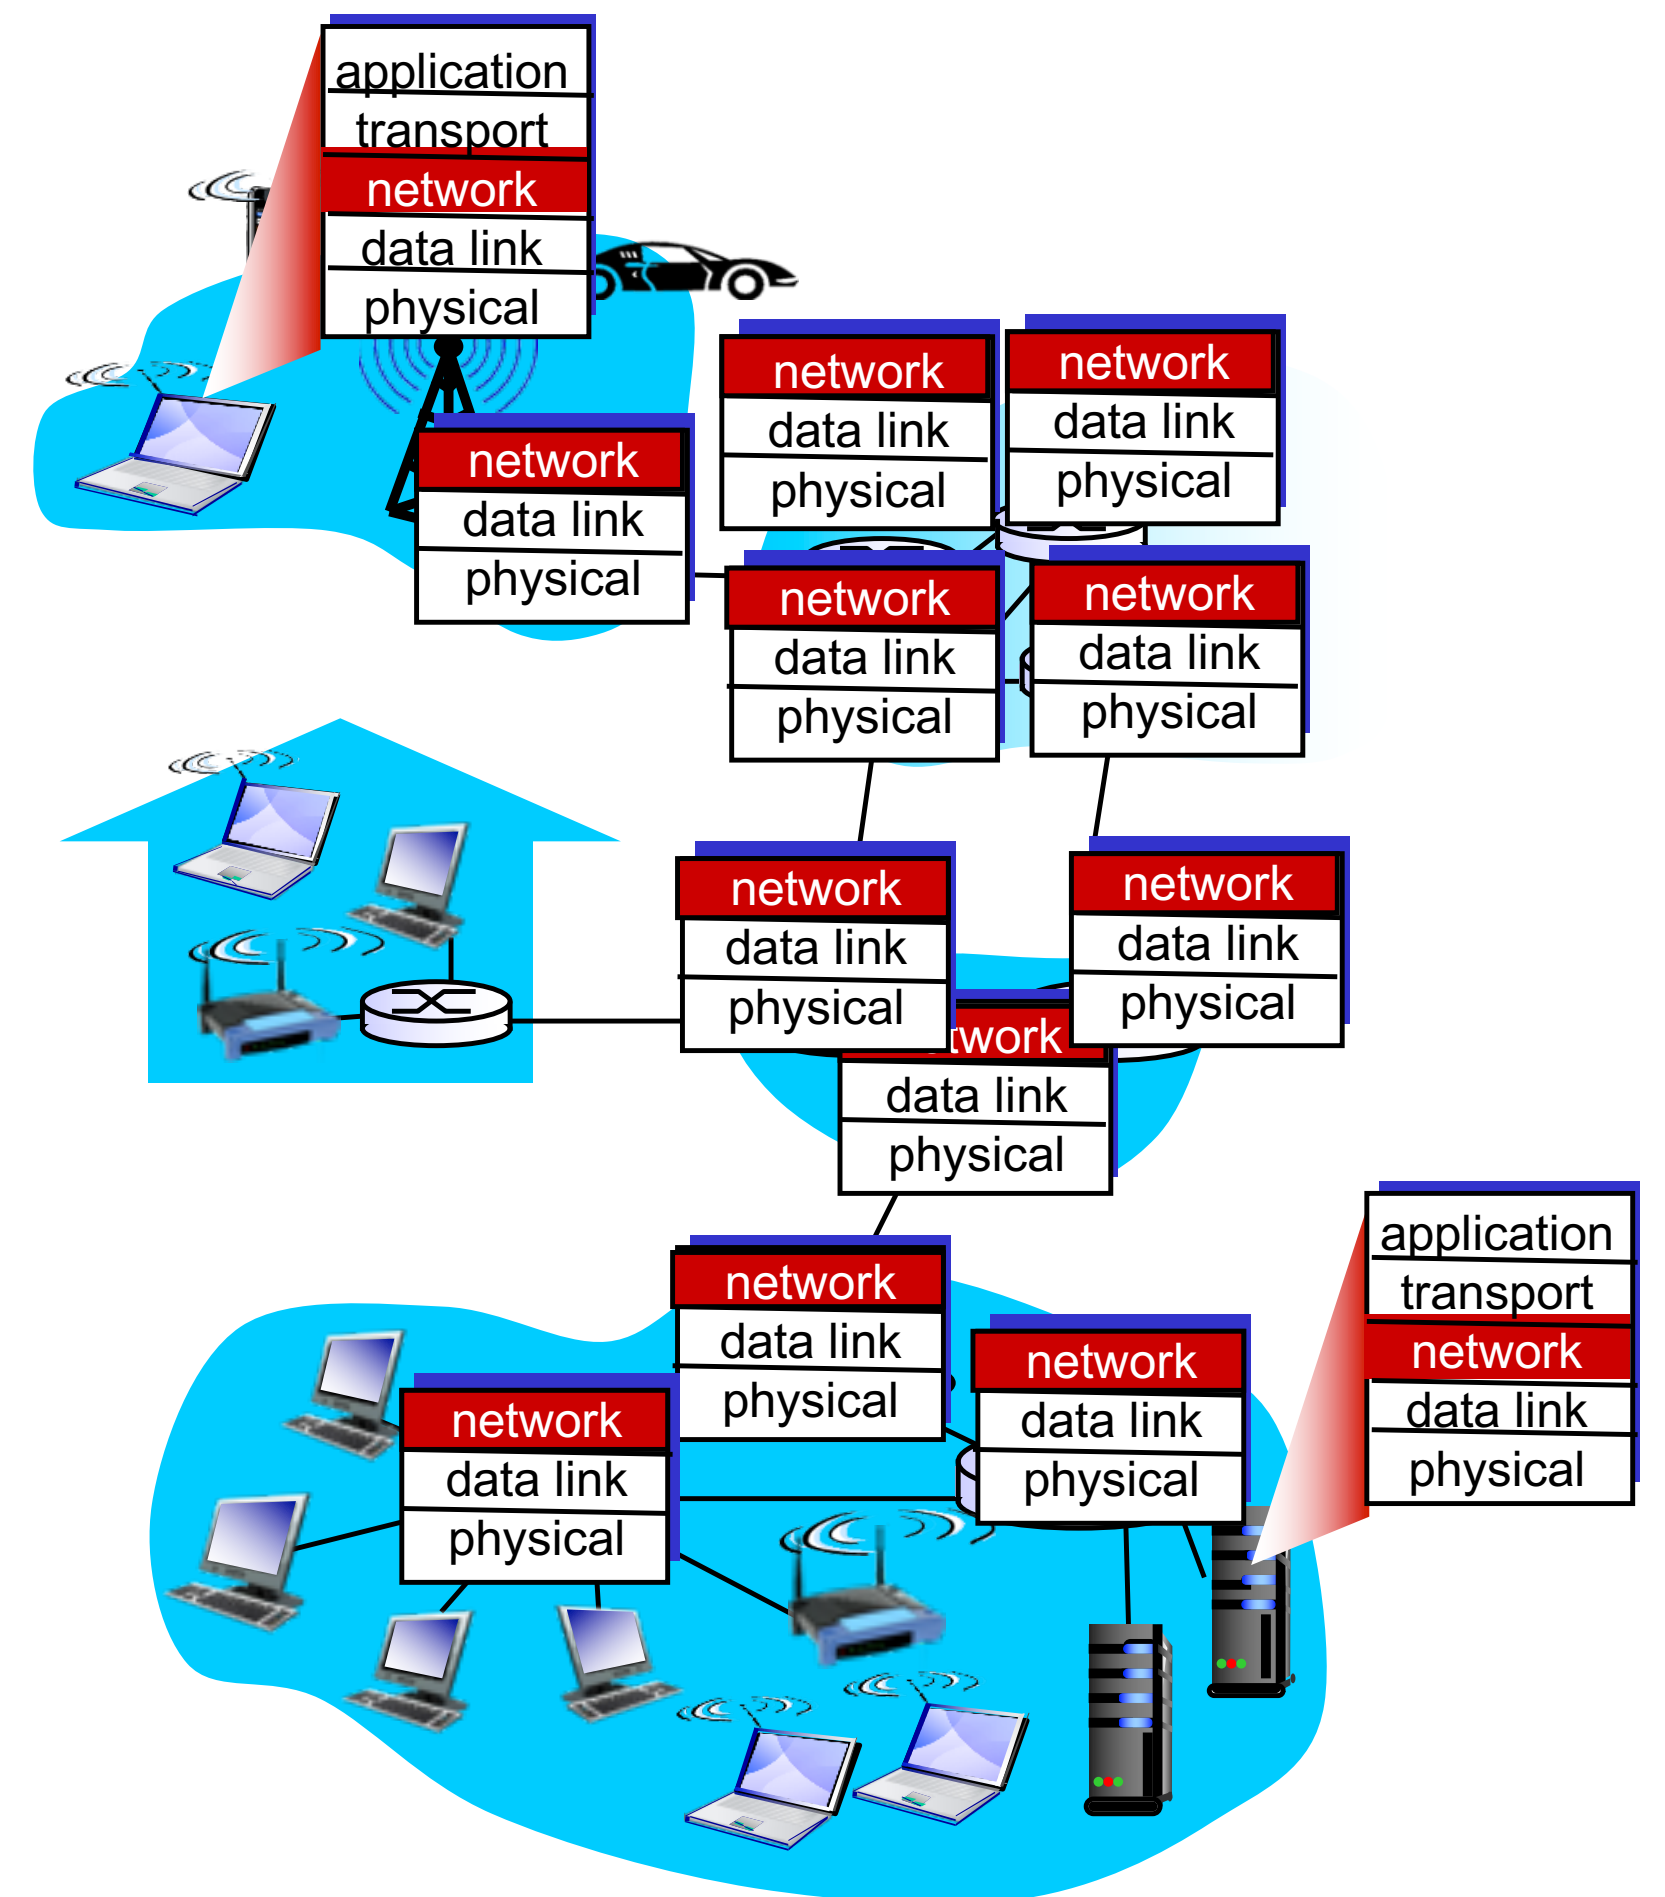 application
transport
network
data link
physical
network
data link
physical
network
data link
physical
network
data link
physical
network
data link
physical
network
data link
physical
network
data link
physical
network
data link
physical
twork
data link
physical
application
transport
network
data link
physical
network
data link
physical
network
data link
physical
network
data link
physical